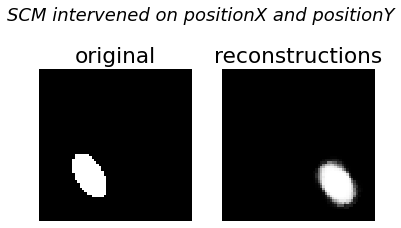 SCM intervened on positionX and positionY
original
reconstructions